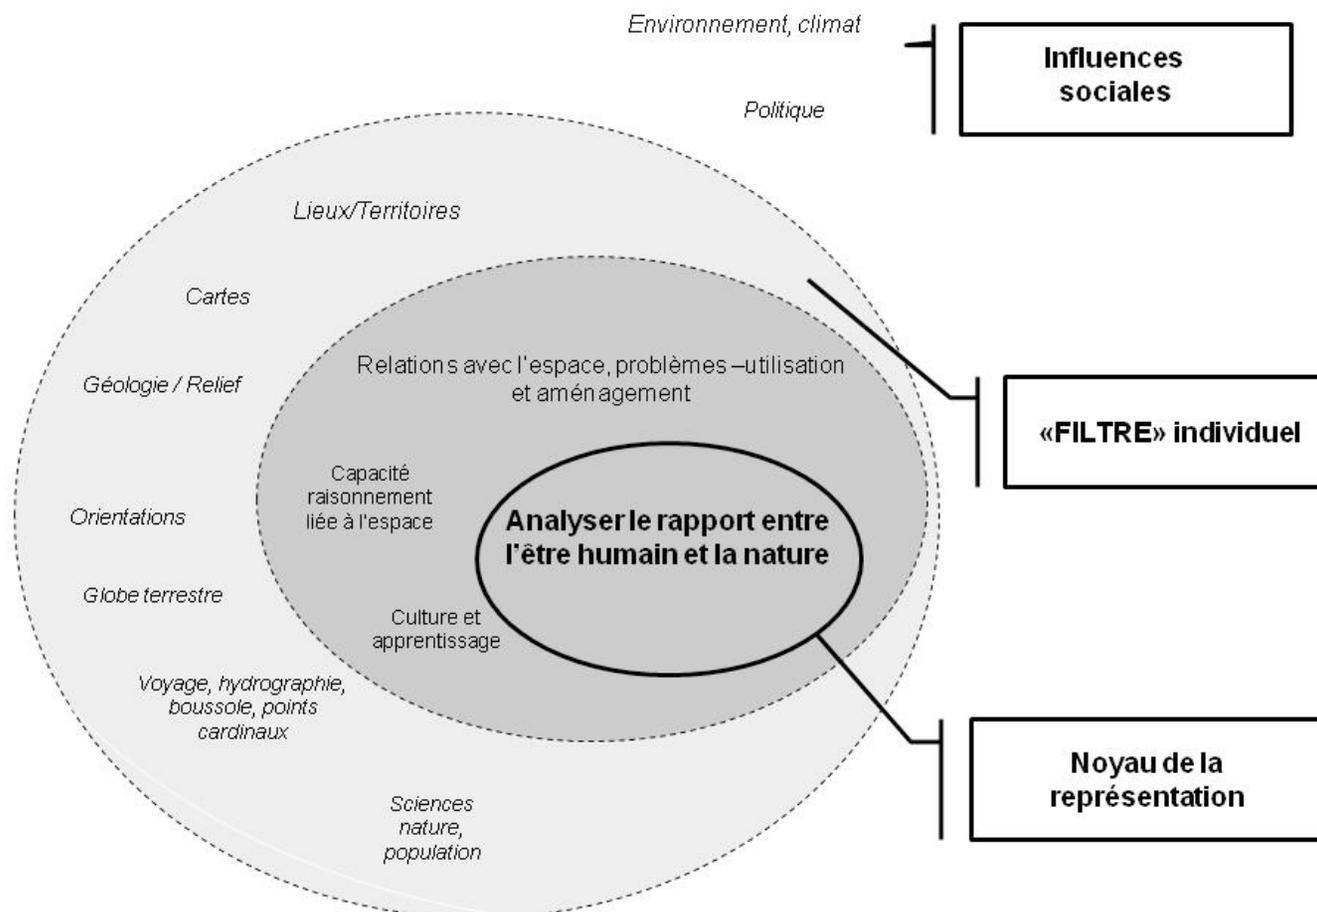 Environnement, climat
Influences
sociales
Politique
Lieux/Territoires
Cartes
Relations avec l'espace, problèmes –utilisation
et aménagement
Géologie / Relief
«FILTRE» individuel
Capacité
raisonnement
liée à l'espace
Orientations
Analyser le rapport entre
l'être humain et la nature
Globe terrestre
Culture et
apprentissage
Voyage, hydrographie,
boussole, points
cardinaux
Noyau de la
représentation
Sciences
nature,
population